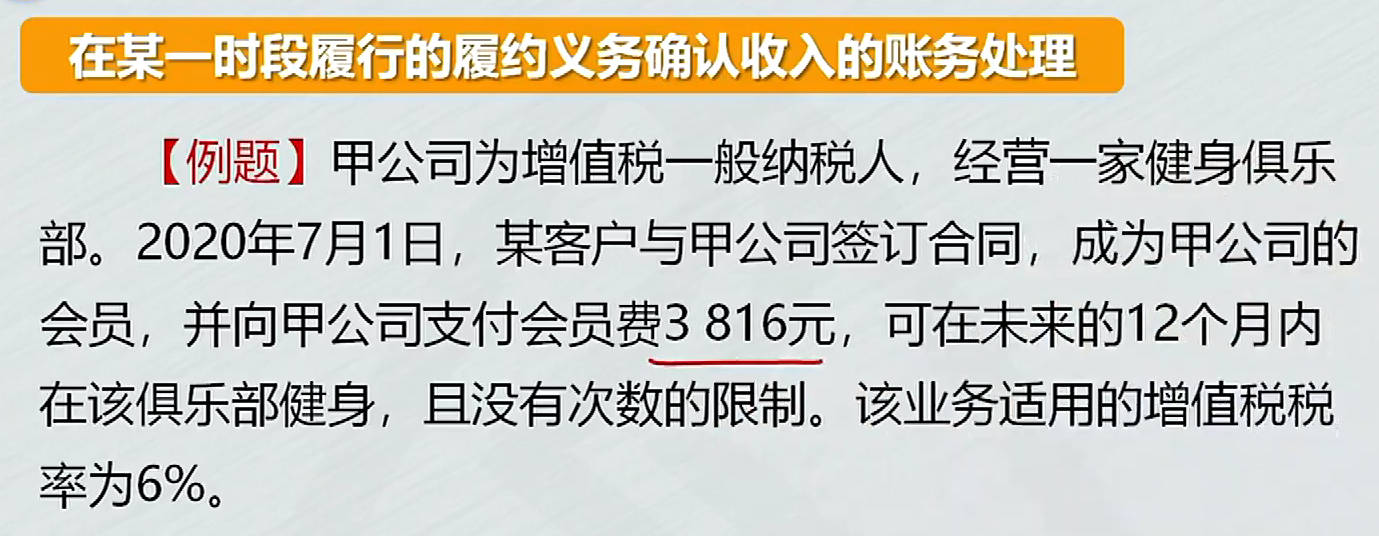 在某一时段履行的履约义务确认收入的账务处理
【例题】甲公司为增值税一般纳税人，经营一家健身俱乐
部。2020年7月1日，某客户与甲公司签订合同，成为甲公司的
会员，并向甲公司支付会员费3 816元，可在未来的12个月内
在该俱乐部健身，且没有次数的限制。该业务适用的增值税税
率为6%。